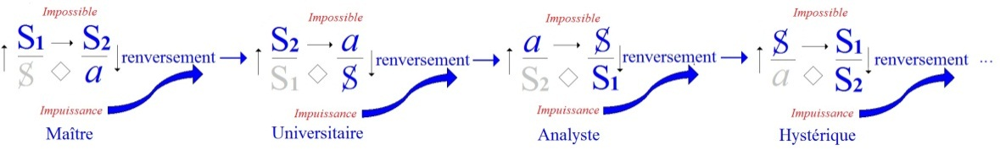 Impossible Impossible Impossible Impossible
S1 → S2 S2 → a a → $ $ → S1
renversement → renversement → renversement → renversement ...
$ ◇ a S1 ◇ $ S2 ◇ S1 a ◇ S2
Impuissance Impuissance Impuissance Impuissance
Maître Universitaire Analyste Hystérique